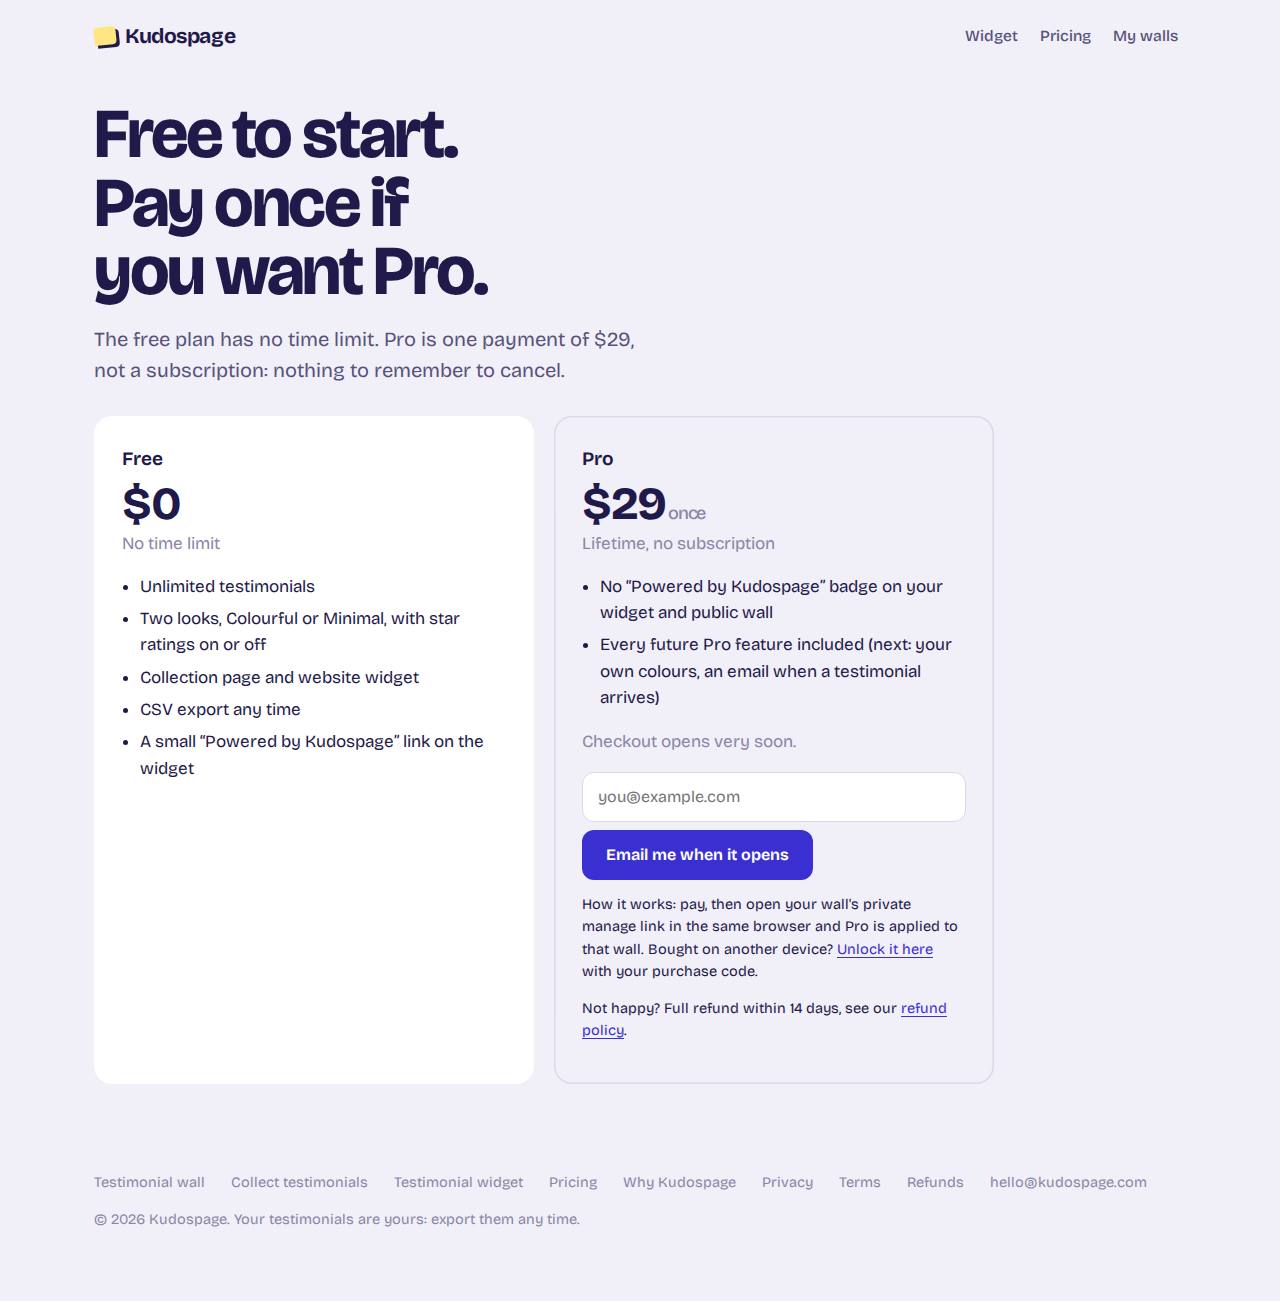 Kudospage
Widget Pricing My walls
Free to start.
Pay once if
you want Pro.
The free plan has no time limit. Pro is one payment of $29,
not a subscription: nothing to remember to cancel.
Free
$0
No time limit
• Unlimited testimonials
• Two looks, Colourful or Minimal, with star
ratings on or off
• Collection page and website widget
• CSV export any time
• A small “Powered by Kudospage” link on the
widget
Pro
$29 once
Lifetime, no subscription
• No “Powered by Kudospage” badge on your
widget and public wall
• Every future Pro feature included (next: your
own colours, an email when a testimonial
arrives)
Checkout opens very soon.
you@example.com
Email me when it opens
How it works: pay, then open your wall's private
manage link in the same browser and Pro is applied to
that wall. Bought on another device? Unlock it here
with your purchase code.
Not happy? Full refund within 14 days, see our refund
policy.
Testimonial wall Collect testimonials Testimonial widget Pricing Why Kudospage Privacy Terms Refunds hello@kudospage.com
© 2026 Kudospage. Your testimonials are yours: export them any time.